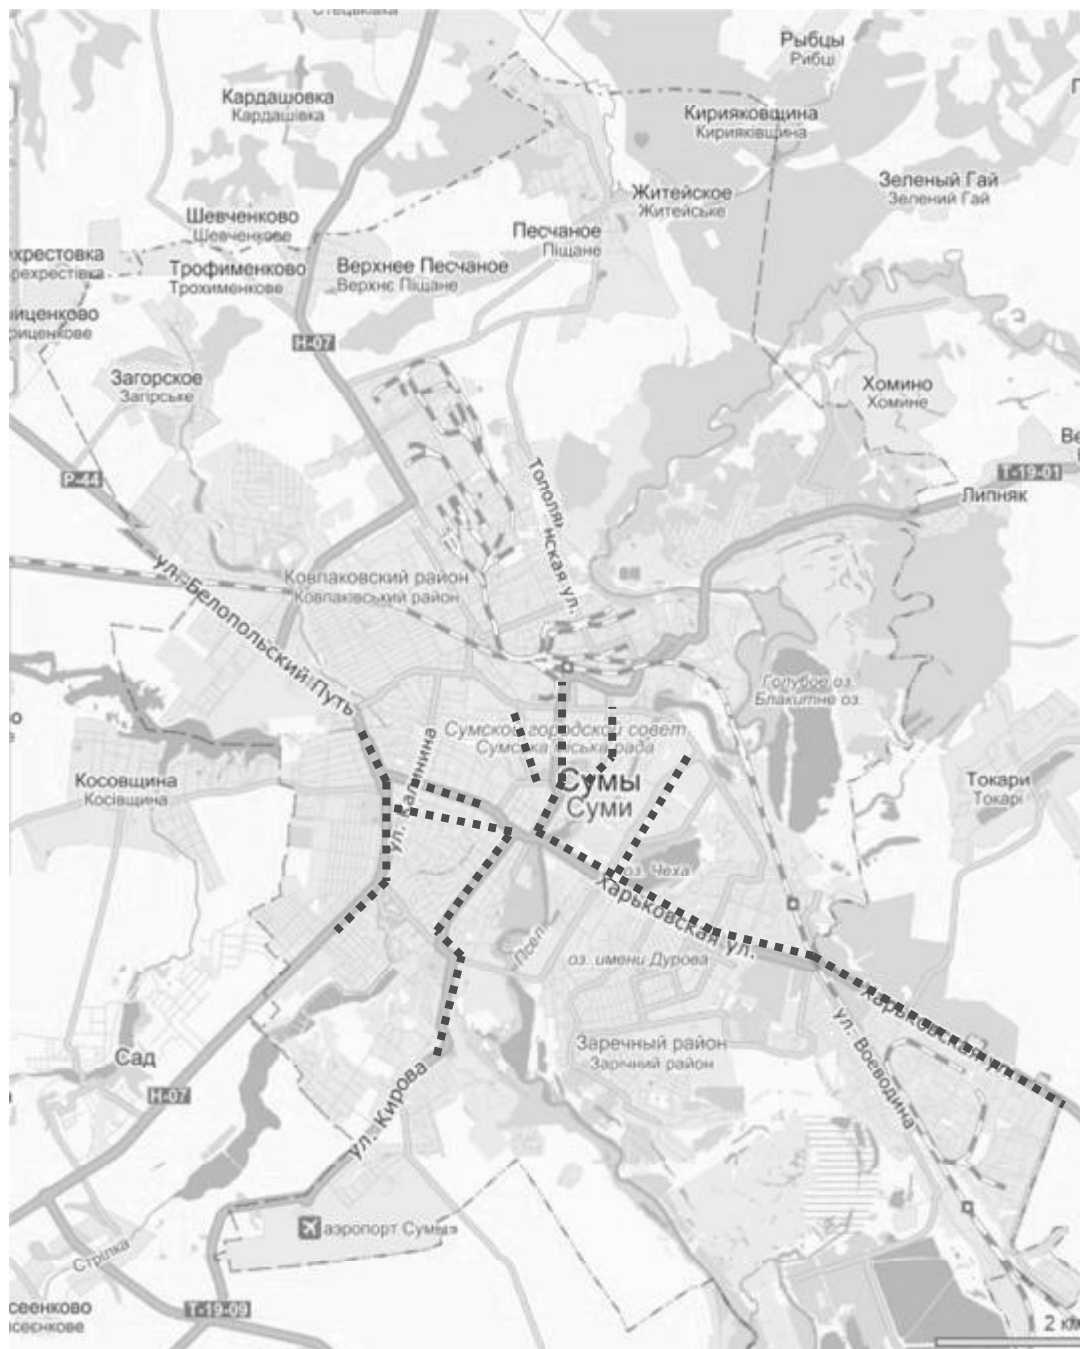 Рыбцы
Рибці
Кардашовка
Кардашівка
Кирияковщина
Кирияківщина
Зеленый Гай
Зелений Гай
Житейское
Житейське
Шевченково
Шевченкове
Песчаное
Піщане
Трофименково
Трохименкове
Верхнее Песчаное
Верхнє Піщане
Н-07
Загорское
Загірське
Хомино
Хомине
Р-44
Т-19-01
Липняк
Тополянская ул.
ул. Белопольский Путь
Ковпаковский район
Ковпаківський район
Голубое оз.
Блакитне оз.
Сумской городской совет
Сумська міська рада
ул. Калинина
Сумы
Суми
Косовщина
Косівщина
Токари
Токарі
оз. Чеха
Харьковская ул.
Псел
оз. имени Дурова
Харьковская ул.
ул. Воеводина
Заречный район
Зарічний район
Сад
Н-07
ул. Кирова
аэропорт Сумы
Стрілка
Т-19-09
2 км